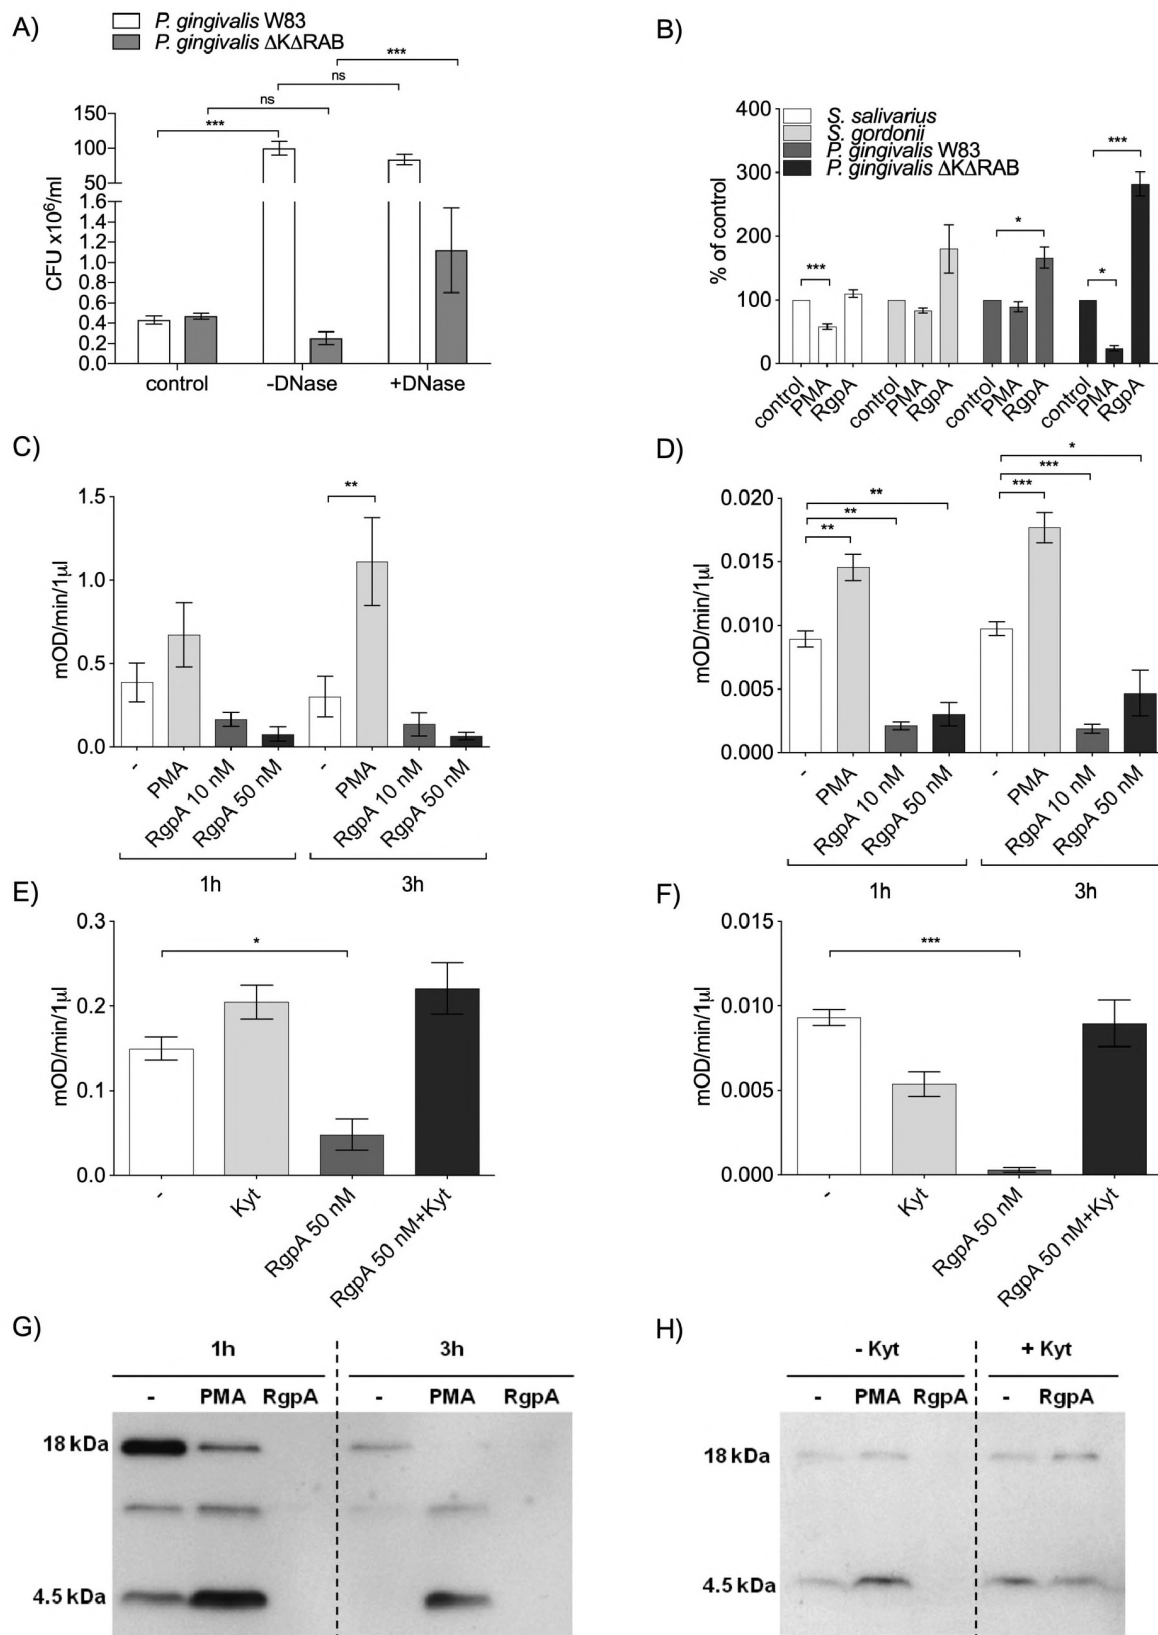 A)
P. gingivalis W83
P. gingivalis ΔKΔRAB
***
ns
ns
***
150
100
50
1.6
1.4
1.2
1.0
0.8
0.6
0.4
0.2
0
CFU x10⁶/ml
control
-DNase
+DNase
B)
S. salivarius
S. gordonii
P. gingivalis W83
P. gingivalis ΔKΔRAB
***
*
***
*
400
300
200
100
0
% of control
control
PMA
RgpA
control
PMA
RgpA
control
PMA
RgpA
control
PMA
RgpA
C)
**
1.5
1.0
0.5
0.0
mOD/min/1µl
-
PMA
RgpA 10 nM
RgpA 50 nM
-
PMA
RgpA 10 nM
RgpA 50 nM
1h
3h
D)
*
***
***
**
**
**
0.020
0.015
0.010
0.005
0.000
mOD/min/1µl
-
PMA
RgpA 10 nM
RgpA 50 nM
-
PMA
RgpA 10 nM
RgpA 50 nM
1h
3h
E)
*
0.3
0.2
0.1
0.0
mOD/min/1µl
-
Kyt
RgpA 50 nM
RgpA 50 nM+Kyt
F)
***
0.015
0.010
0.005
0.000
mOD/min/1µl
-
Kyt
RgpA 50 nM
RgpA 50 nM+Kyt
G)
1h
3h
- PMA RgpA
- PMA RgpA
18 kDa
4.5 kDa
H)
- Kyt
+ Kyt
- PMA RgpA
- RgpA
18 kDa
4.5 kDa